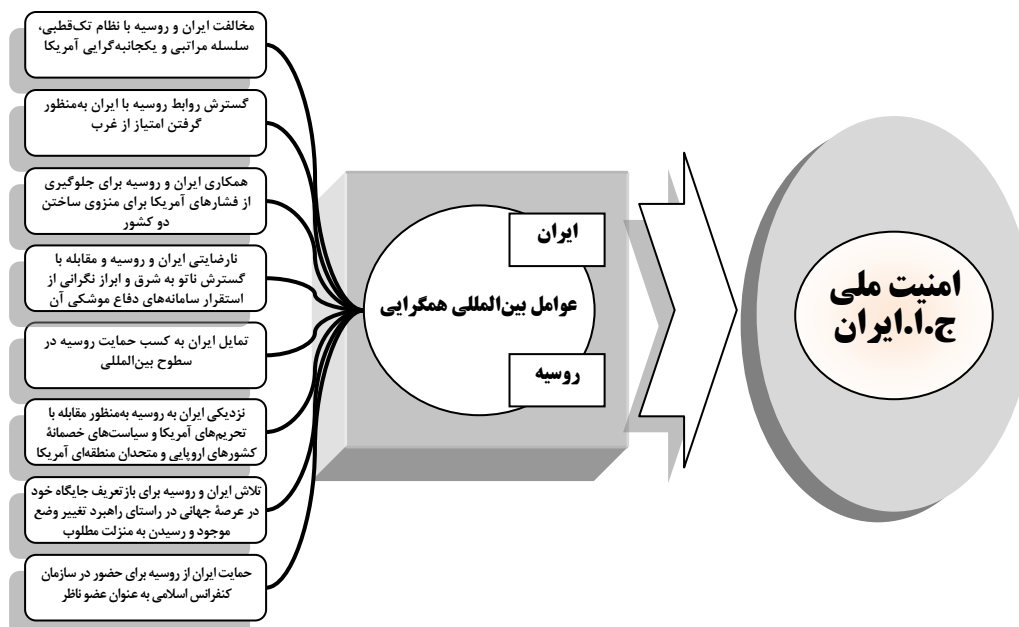 مخالفت ایران و روسیه با نظام تک‌قطبی،
سلسله مراتبی و یکجانبه‌گرایی آمریکا
گسترش روابط روسیه با ایران به‌منظور
گرفتن امتیاز از غرب
همکاری ایران و روسیه برای جلوگیری
از فشارهای آمریکا برای منزوی ساختن
دو کشور
نارضایتی ایران و روسیه و مقابله با
گسترش ناتو به شرق و ابراز نگرانی از
استقرار سامانه‌های دفاع موشکی آن
تمایل ایران به کسب حمایت روسیه در
سطوح بین‌المللی
نزدیکی ایران به روسیه به‌منظور مقابله با
تحریم‌های آمریکا و سیاست‌های خصمانهٔ
کشورهای اروپایی و متحدان منطقه‌ای آمریکا
تلاش ایران و روسیه برای بازتعریف جایگاه خود
در عرصهٔ جهانی در راستای راهبرد تغییر وضع
موجود و رسیدن به منزلت مطلوب
حمایت ایران از روسیه برای حضور در سازمان
کنفرانس اسلامی به عنوان عضو ناظر
ایران
عوامل بین‌المللی همگرایی
روسیه
امنیت ملی
ج.ا.ایران